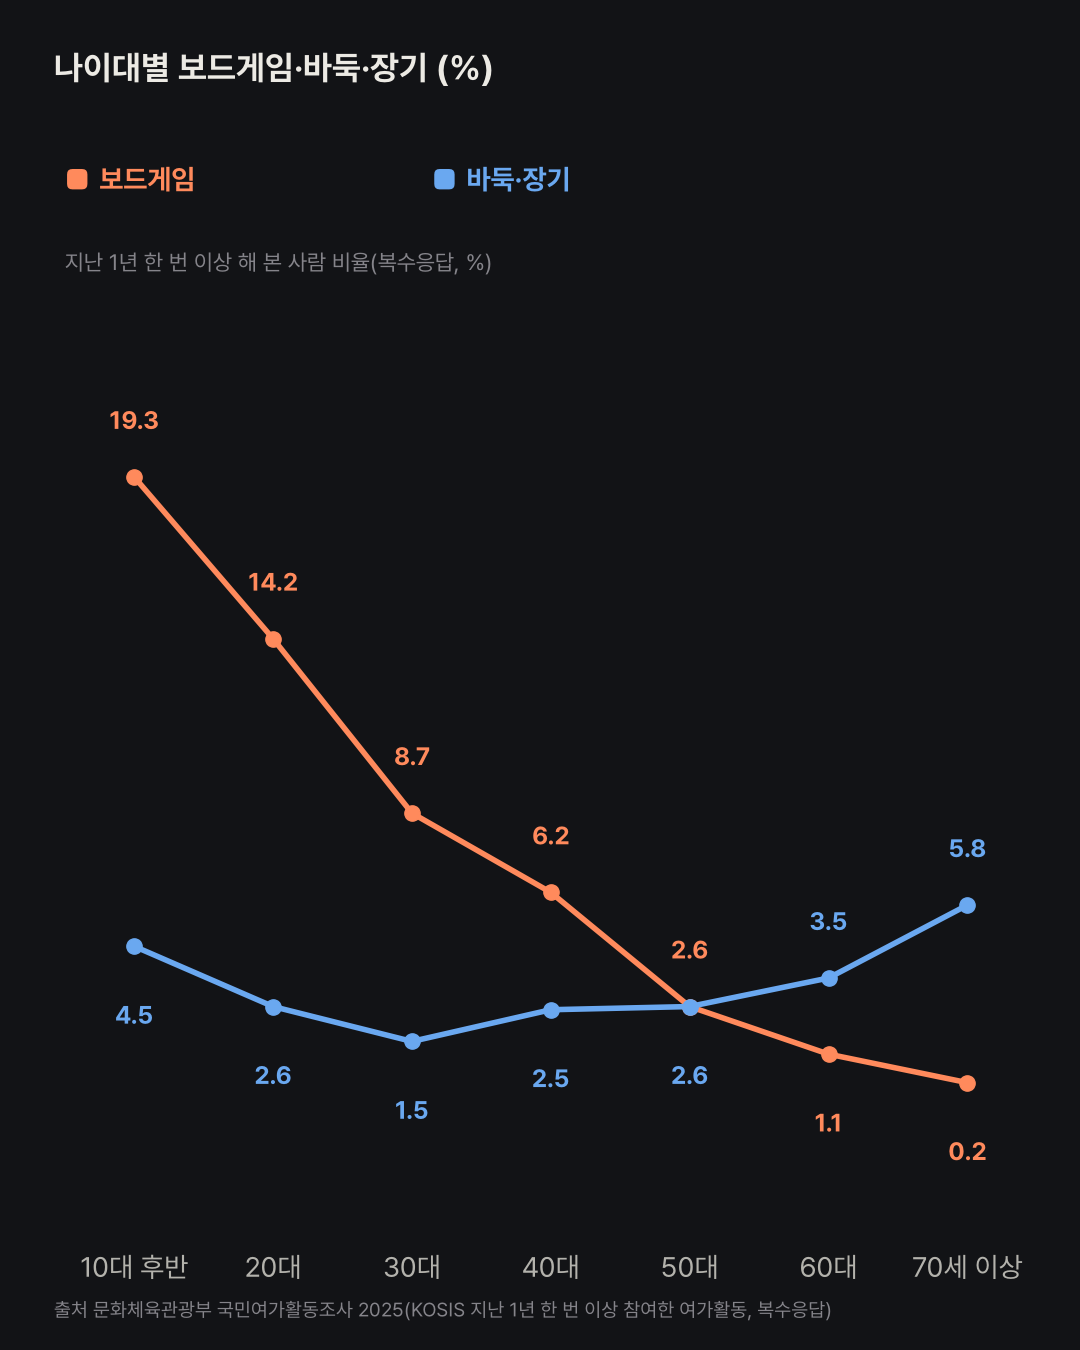 나이대별 보드게임·바둑·장기 (%)
보드게임 바둑·장기
지난 1년 한 번 이상 해 본 사람 비율(복수응답, %)
19.3
14.2
8.7
6.2
5.8
3.5
2.6
4.5
2.6
2.5
2.6
1.5
1.1
0.2
10대 후반 20대 30대 40대 50대 60대 70세 이상
출처 문화체육관광부 국민여가활동조사 2025(KOSIS 지난 1년 한 번 이상 참여한 여가활동, 복수응답)